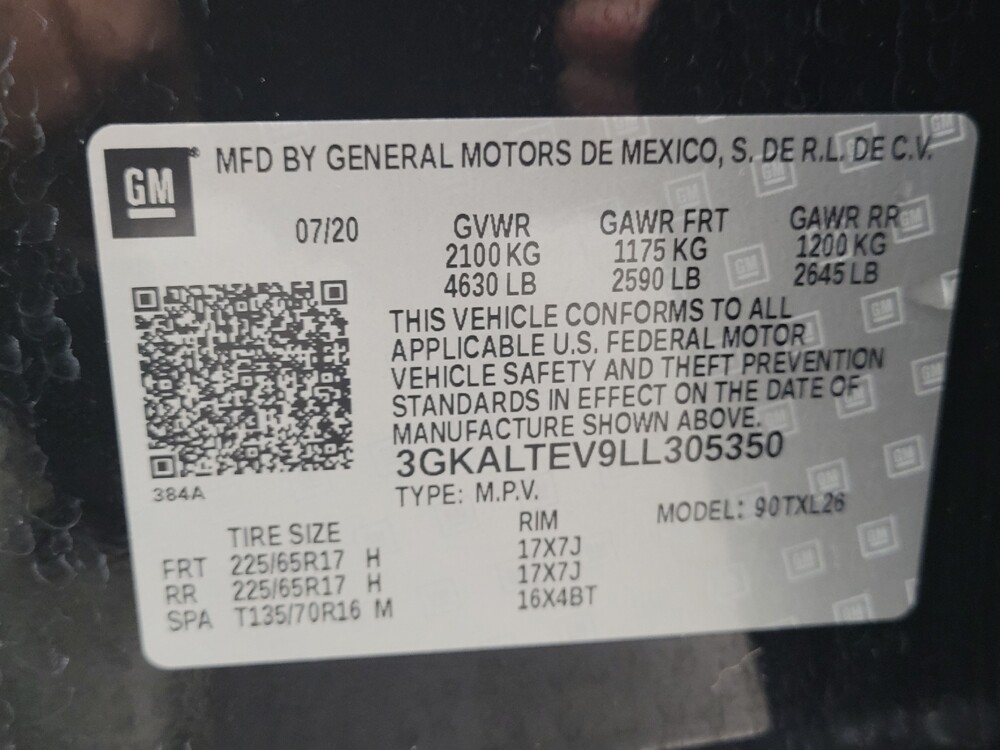 GM
MFD BY GENERAL MOTORS DE MEXICO, S. DE R.L. DE C.V.
07/20
GVWR GAWR FRT GAWR RR
2100 KG 1175 KG 1200 KG
4630 LB 2590 LB 2645 LB
THIS VEHICLE CONFORMS TO ALL
APPLICABLE U.S. FEDERAL MOTOR
VEHICLE SAFETY AND THEFT PREVENTION
STANDARDS IN EFFECT ON THE DATE OF
MANUFACTURE SHOWN ABOVE.
3GKALTEV9LL305350
384A
TYPE: M.P.V. MODEL: 90TXL26
TIRE SIZE RIM
FRT 225/65R17 H 17X7J
RR 225/65R17 H 17X7J
SPA T135/70R16 M 16X4BT